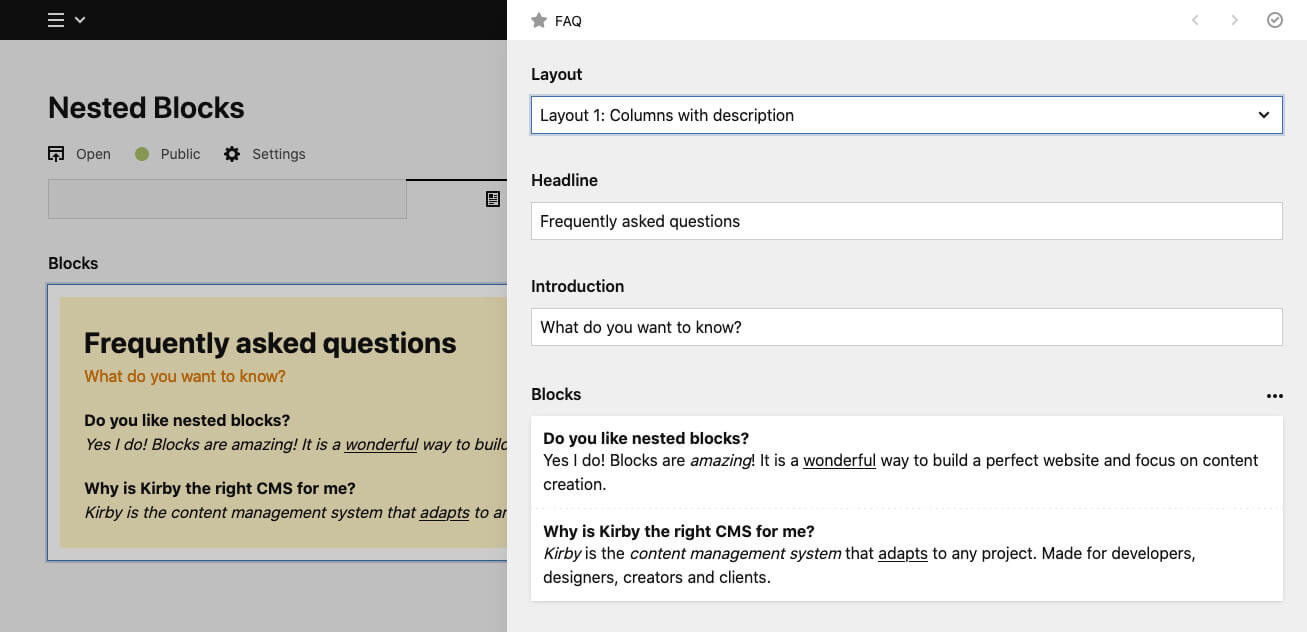 Nested Blocks
Open Public Settings
Blocks
Frequently asked questions
What do you want to know?
Do you like nested blocks?
Yes I do! Blocks are amazing! It is a wonderful way to build
Why is Kirby the right CMS for me?
Kirby is the content management system that adapts to
FAQ
Layout
Layout 1: Columns with description
Headline
Frequently asked questions
Introduction
What do you want to know?
Blocks
Do you like nested blocks?
Yes I do! Blocks are amazing! It is a wonderful way to build a perfect website and focus on content
creation.
Why is Kirby the right CMS for me?
Kirby is the content management system that adapts to any project. Made for developers,
designers, creators and clients.